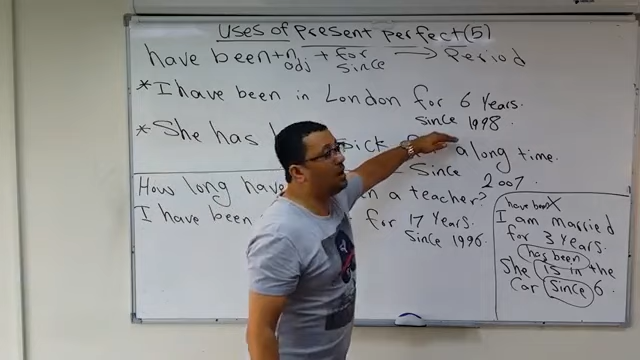 Uses of present perfect (5)
have been + n + for → Period
adj since
*I have been in London for 6 Years.
since 1998.
*She has sick a long time.
Since 2007.
How long have a teacher?
I have been for 17 Years.
Since 1996.
have been X
I am married
for 3 Years.
has been
She is in the
car Since 6